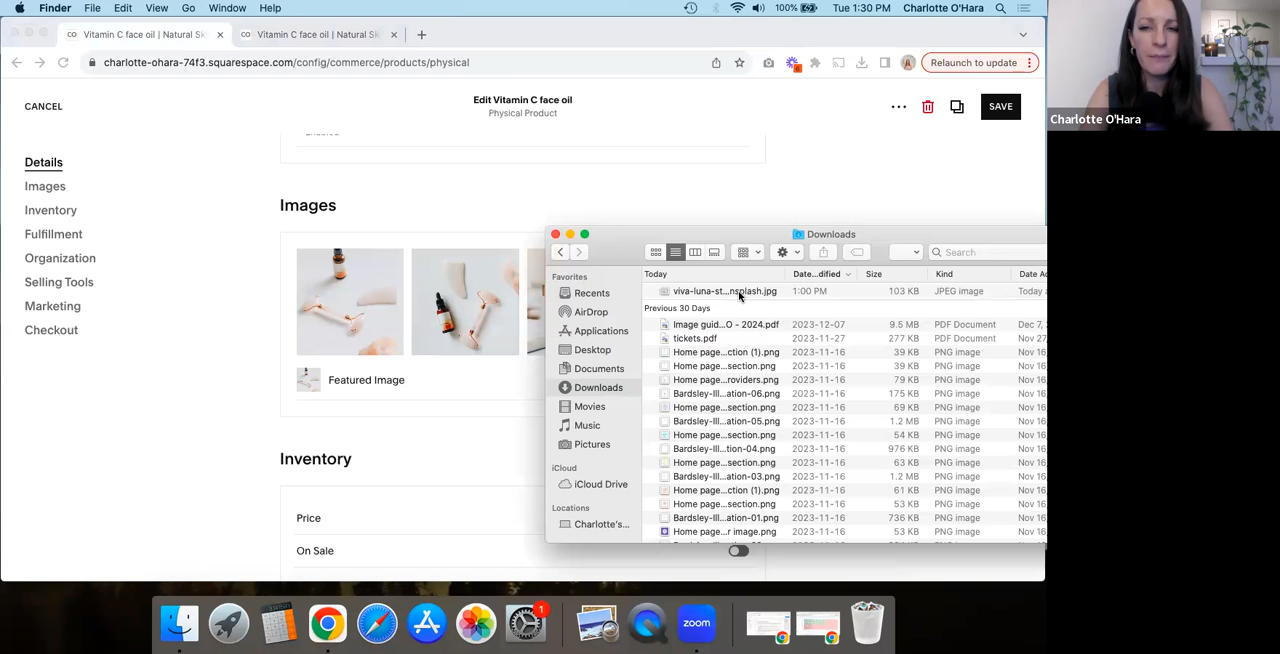 Finder File Edit View Go Window Help 100% Tue 1:30 PM Charlotte O'Hara
CO Vitamin C face oil | Natural Sk CO Vitamin C face oil | Natural Sk
charlotte-ohara-74f3.squarespace.com/config/commerce/products/physical Relaunch to update
CANCEL
Edit Vitamin C face oil
Physical Product
SAVE
Charlotte O'Hara
Enabled
Details
Images
Inventory
Fulfillment
Organization
Selling Tools
Marketing
Checkout
Images
Featured Image
Inventory
Price
On Sale
Downloads
Search
Favorites
Recents
AirDrop
Applications
Desktop
Documents
Downloads
Movies
Music
Pictures
iCloud
iCloud Drive
Locations
Charlotte's...
Today Date...dified Size Kind Date Ad
viva-luna-st...nsplash.jpg 1:00 PM 103 KB JPEG image Today a
Previous 30 Days
Image guid...O - 2024.pdf 2023-12-07 9.5 MB PDF Document Dec 7,
tickets.pdf 2023-11-27 277 KB PDF Document Nov 27
Home page...ction (1).png 2023-11-16 39 KB PNG image Nov 16
Home page...section.png 2023-11-16 39 KB PNG image Nov 16
Home page...roviders.png 2023-11-16 79 KB PNG image Nov 16
Bardsley-Ill...ation-06.png 2023-11-16 175 KB PNG image Nov 16
Home page...section.png 2023-11-16 69 KB PNG image Nov 16
Bardsley-Ill...ation-05.png 2023-11-16 1.2 MB PNG image Nov 16
Home page...section.png 2023-11-16 54 KB PNG image Nov 16
Bardsley-Ill...tion-04.png 2023-11-16 976 KB PNG image Nov 16
Home page...section.png 2023-11-16 63 KB PNG image Nov 16
Bardsley-Ill...ation-03.png 2023-11-16 1.2 MB PNG image Nov 16
Home page...ction (1).png 2023-11-16 61 KB PNG image Nov 16
Home page...section.png 2023-11-16 53 KB PNG image Nov 16
Bardsley-Ill...ation-01.png 2023-11-16 736 KB PNG image Nov 16
Home page...r image.png 2023-11-16 53 KB PNG image Nov 16
1
zoom